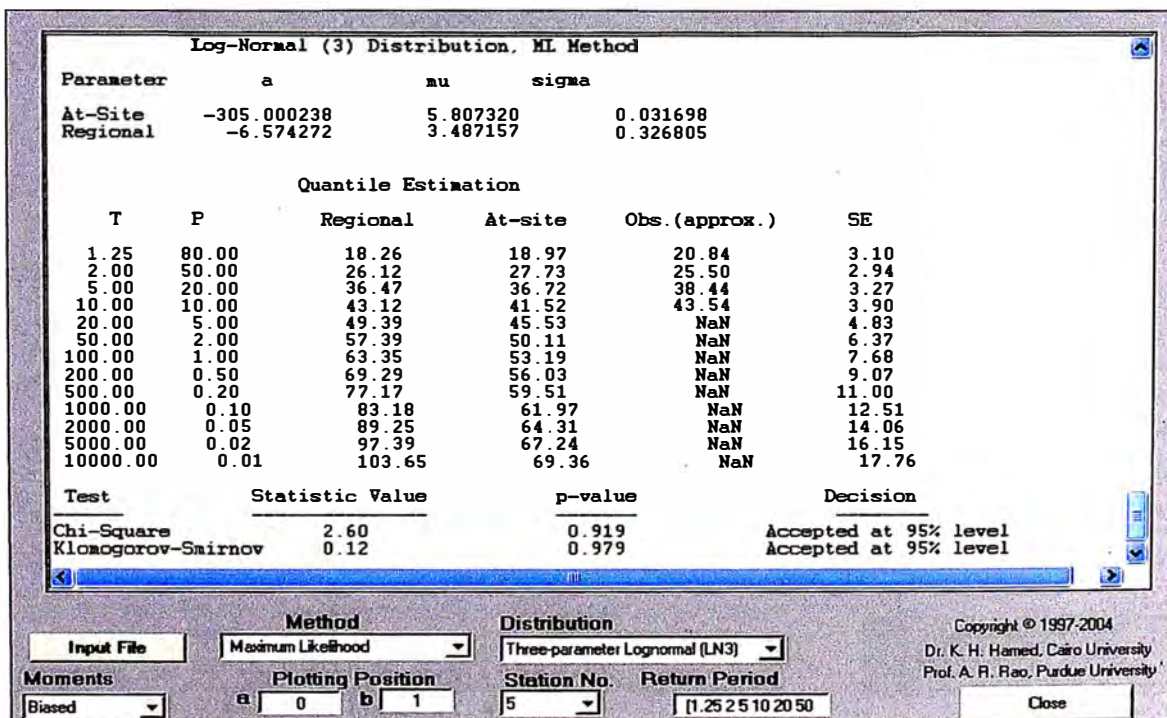 Log-Normal (3) Distribution, ML Method
Parameter a mu sigma
At-Site -305.000238 5.807320 0.031698
Regional -6.574272 3.487157 0.326805
Quantile Estimation
T P Regional At-site Obs.(approx.) SE
1.25 80.00 18.26 18.97 20.84 3.10
2.00 50.00 26.12 27.73 25.50 2.94
5.00 20.00 36.47 36.72 38.44 3.27
10.00 10.00 43.12 41.52 43.54 3.90
20.00 5.00 49.39 45.53 NaN 4.83
50.00 2.00 57.39 50.11 NaN 6.37
100.00 1.00 63.35 53.19 NaN 7.68
200.00 0.50 69.29 56.03 NaN 9.07
500.00 0.20 77.17 59.51 NaN 11.00
1000.00 0.10 83.18 61.97 NaN 12.51
2000.00 0.05 89.25 64.31 NaN 14.06
5000.00 0.02 97.39 67.24 NaN 16.15
10000.00 0.01 103.65 69.36 NaN 17.76
Test Statistic Value p-value Decision
Chi-Square 2.60 0.919 Accepted at 95% level
Klomogorov-Smirnov 0.12 0.979 Accepted at 95% level
Method Distribution Copyright © 1997-2004
Input File Maximum Likelihood Three-parameter Lognormal (LN3) Dr. K. H. Hamed, Cairo University
Moments Plotting Position Station No. Return Period Prof. A. R. Rao, Purdue University
Biased a 0 b 1 5 [1.25 2 5 10 20 50 Close